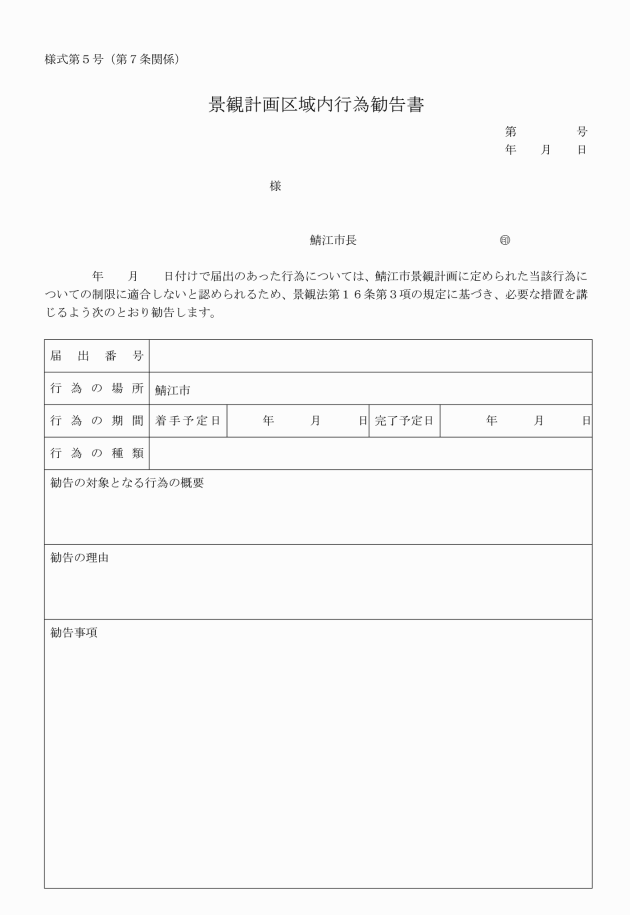 様式第5号（第7条関係）
景観計画区域内行為勧告書
第　　　　　号
年　　月　　日
様
鯖江市長　　　　　　　　　　　　㊞
年　　月　　日付けで届出のあった行為については、鯖江市景観計画に定められた当該行為に
ついての制限に適合しないと認められるため、景観法第１６条第３項の規定に基づき、必要な措置を講
じるよう次のとおり勧告します。
届出番号
行為の場所　鯖江市
行為の期間　着手予定日　　　年　　　月　　　日　完了予定日　　　年　　　月　　　日
行為の種類
勧告の対象となる行為の概要
勧告の理由
勧告事項